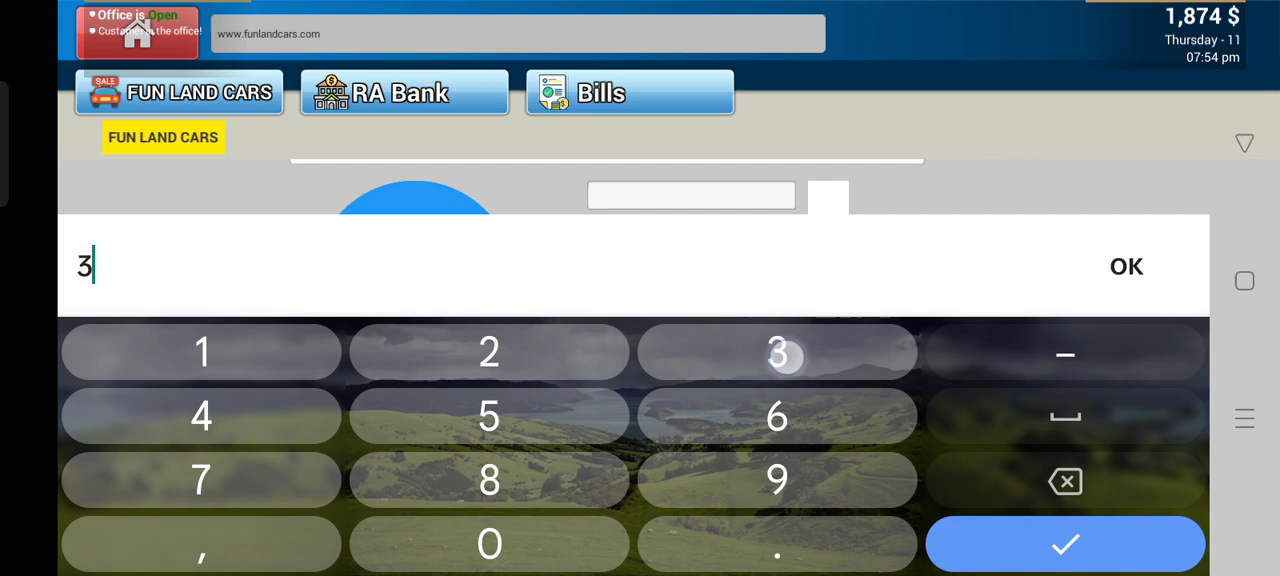 Office is Open
Customer in the office!
www.funlandcars.com
1,874 $
Thursday - 11
07:54 pm
SALE
FUN LAND CARS
RA Bank
Bills
FUN LAND CARS
3
OK
1 2 3 –
4 5 6
7 8 9
, 0 .